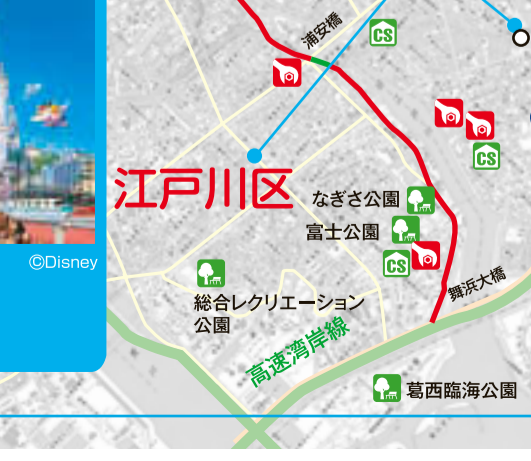 浦安橋
CS
CS
江戸川区
なぎさ公園
富士公園
CS
©Disney
舞浜大橋
総合レクリエーション
公園
高速湾岸線
葛西臨海公園